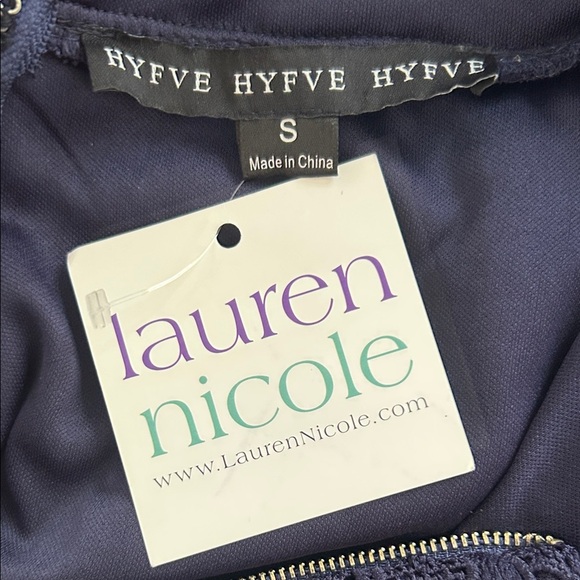 HYFVE HYFVE HYFVE
S
Made in China
lauren
nicole
www.LaurenNicole.com